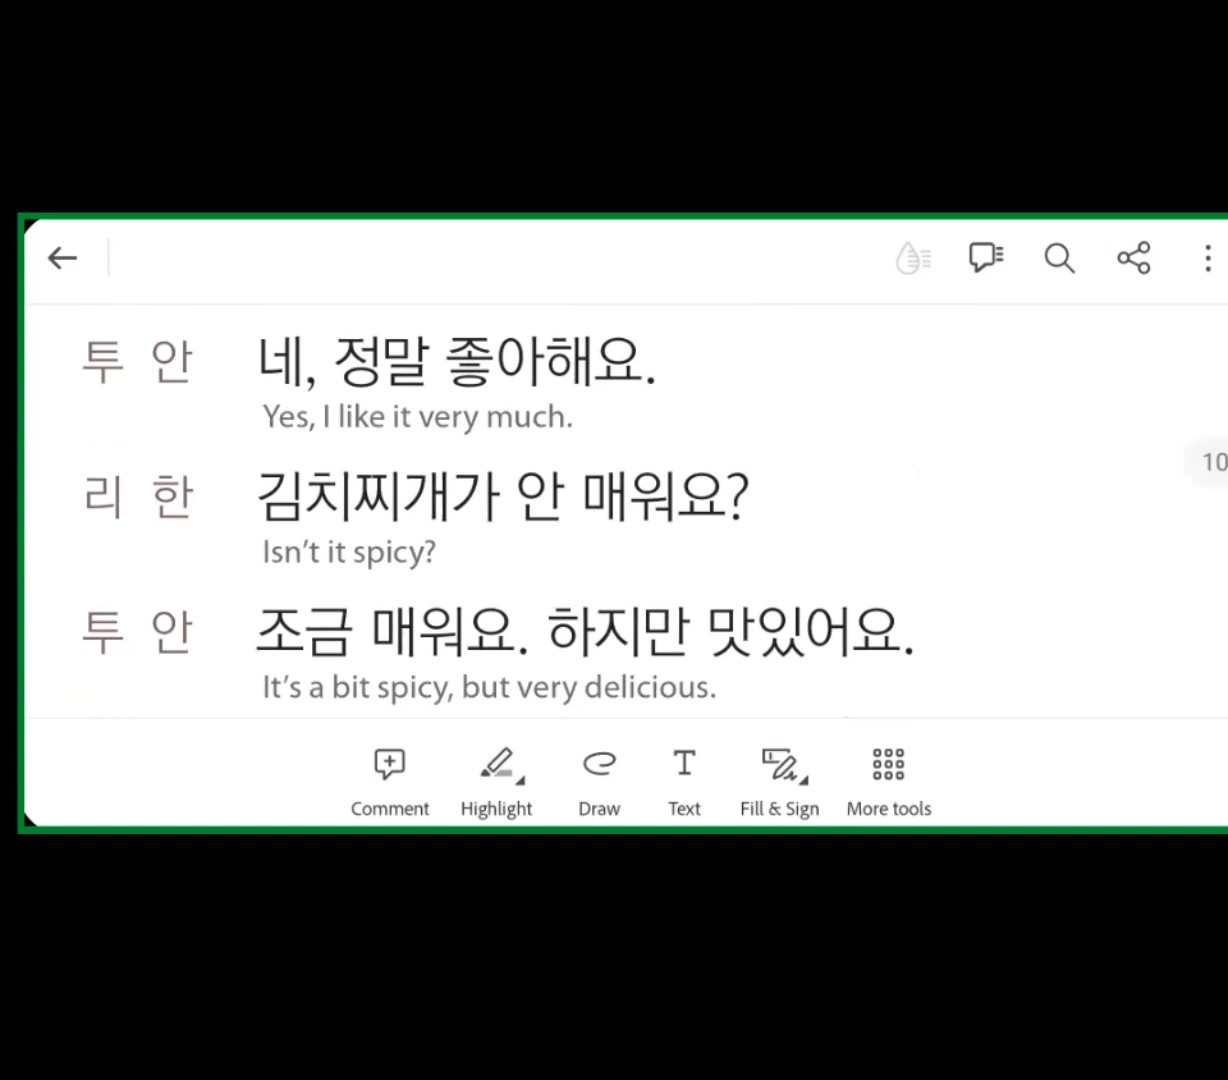 투 안 네, 정말 좋아해요.
Yes, I like it very much.
10
리 한 김치찌개가 안 매워요?
Isn't it spicy?
투 안 조금 매워요. 하지만 맛있어요.
It's a bit spicy, but very delicious.
Comment Highlight Draw Text Fill & Sign More tools